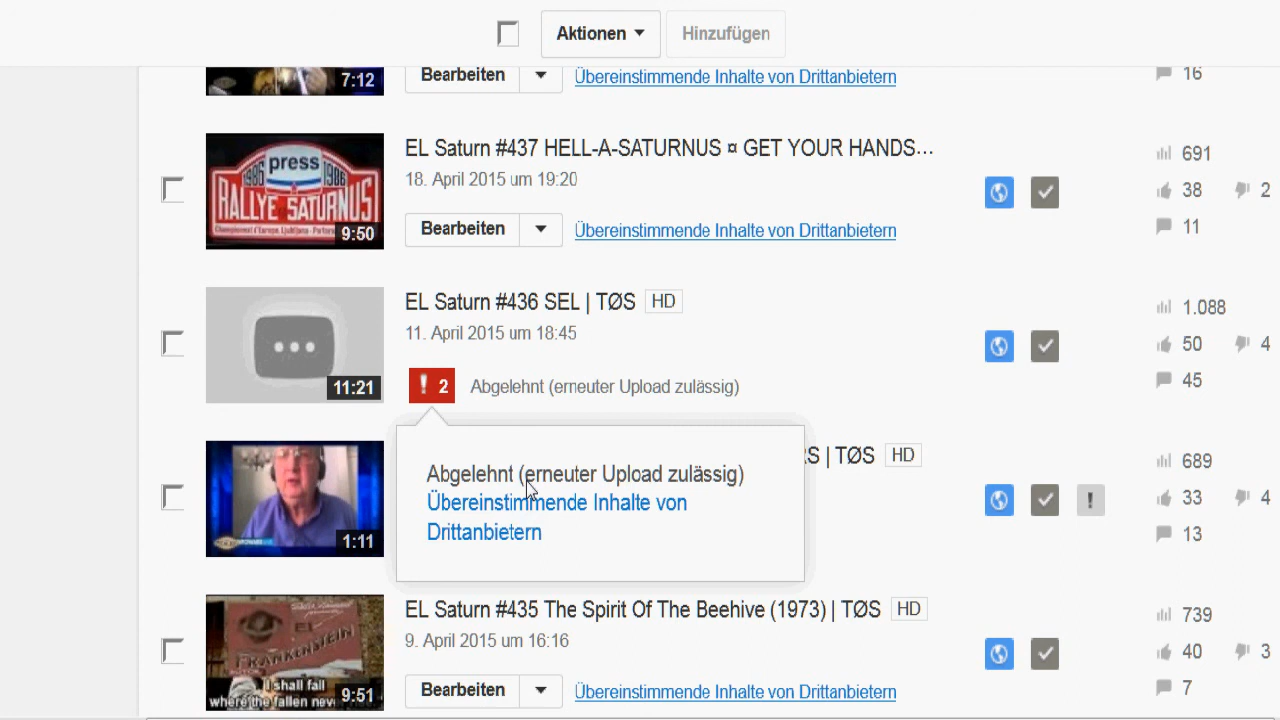 Aktionen Hinzufügen
7:12 Bearbeiten Übereinstimmende Inhalte von Drittanbietern 16
EL Saturn #437 HELL-A-SATURNUS ¤ GET YOUR HANDS... 691
18. April 2015 um 19:20
1986 press 1986
RALLYE SATURNUS
38 2
9:50 Bearbeiten Übereinstimmende Inhalte von Drittanbietern 11
EL Saturn #436 SEL | TØS HD 1.088
11. April 2015 um 18:45
50 4
11:21 ! 2 Abgelehnt (erneuter Upload zulässig) 45
RS | TØS HD 689
Abgelehnt (erneuter Upload zulässig)
Übereinstimmende Inhalte von
Drittanbietern
33 4
1:11 13
EL Saturn #435 The Spirit Of The Beehive (1973) | TØS HD 739
9. April 2015 um 16:16
EL
FRANKENSTEIN
40 3
I shall fall
where the fallen
9:51 Bearbeiten Übereinstimmende Inhalte von Drittanbietern 7